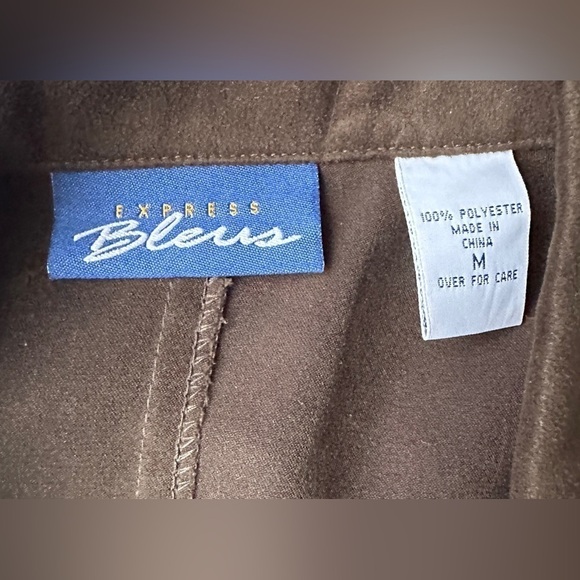 EXPRESS
Bleus
100% POLYESTER
MADE IN
CHINA
M
OVER FOR CARE